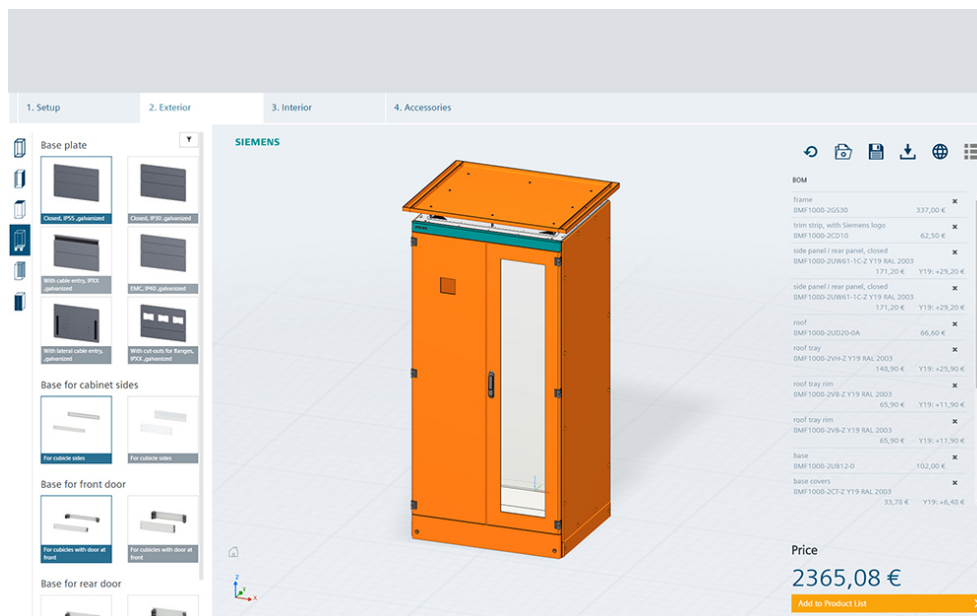 1. Setup
2. Exterior
3. Interior
4. Accessories
Base plate
Closed, IP55 ,galvanized
Closed, IP30 ,galvanized
With cable entry, IPXX ,galvanized
EMC, IP40 ,galvanized
With lateral cable entry, ,galvanized
With cut-outs for flanges, IPXX ,galvanized
Base for cabinet sides
For cubicle sides
For cubicle sides
Base for front door
For cubicles with door at front
For cubicles with door at front
Base for rear door
SIEMENS
Z
Y
X
BOM
frame
8MF1000-2GS30 337,00 €
trim strip, with Siemens logo
8MF1000-2CD10 62,50 €
side panel / rear panel, closed
8MF1000-2UW61-1C-Z Y19 RAL 2003
171,20 € Y19: +29,20 €
side panel / rear panel, closed
8MF1000-2UW61-1C-Z Y19 RAL 2003
171,20 € Y19: +29,20 €
roof
8MF1000-2UD20-0A 66,60 €
roof tray
8MF1000-2VH-Z Y19 RAL 2003
148,90 € Y19: +25,90 €
roof tray rim
8MF1000-2VB-Z Y19 RAL 2003
65,90 € Y19: +11,90 €
roof tray rim
8MF1000-2VB-Z Y19 RAL 2003
65,90 € Y19: +11,90 €
base
8MF1000-2UB12-0 102,00 €
base covers
8MF1000-2CT-Z Y19 RAL 2003
33,78 € Y19: +6,48 €
Price
2365,08 €
Add to Product List